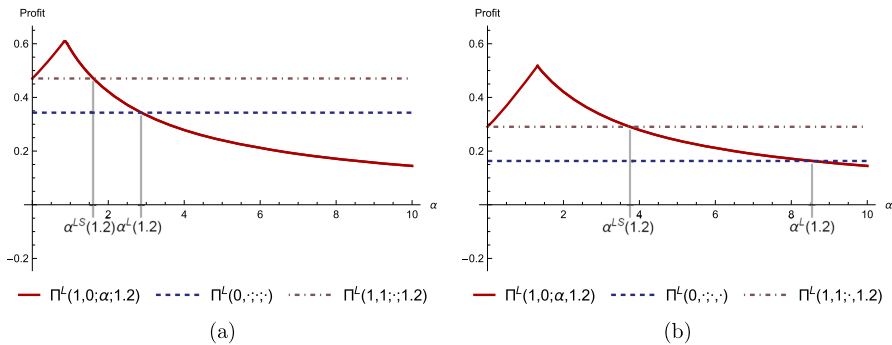 Profit
0.6
0.4
0.2
-0.2
2 4 6 8 10 α
α^{LS}(1.2) α^{L}(1.2)
Π^L(1,0;α;1.2) Π^L(0,·;·;·) Π^L(1,1;·;1.2)
(a)
Profit
0.6
0.4
0.2
-0.2
2 4 6 8 10 α
α^{LS}(1.2) α^{L}(1.2)
Π^L(1,0;α,1.2) Π^L(0,·;·,·) Π^L(1,1;·,1.2)
(b)